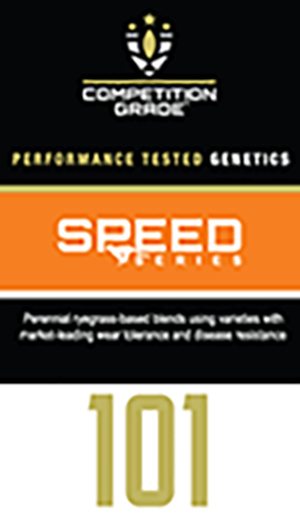 COMPETITION
GRADE
PERFORMANCE TESTED GENETICS
SPEED
SERIES
Perennial ryegrass-based blends using varieties with
market-leading wear tolerance and disease resistance
101